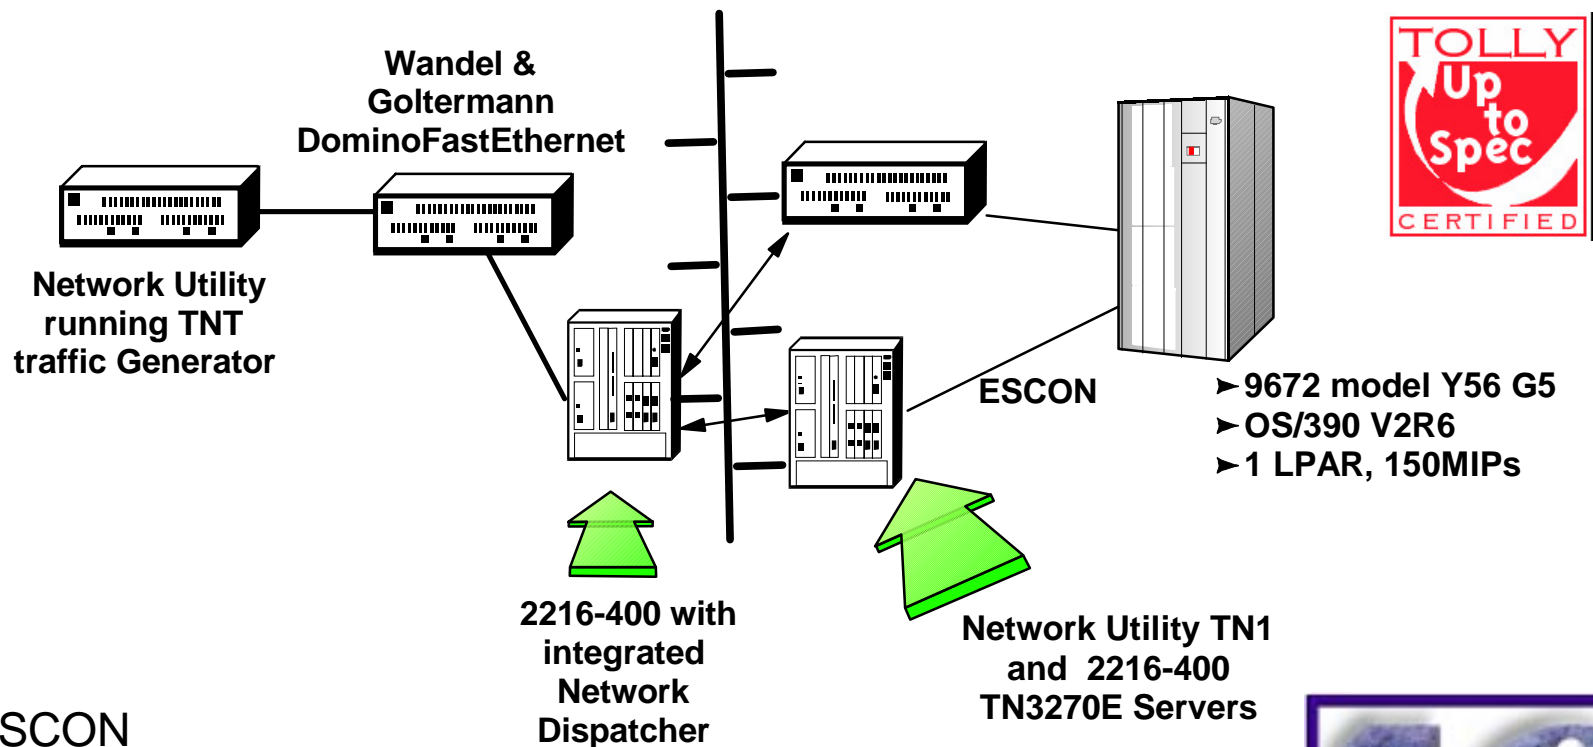 Wandel &
Goltermann
DominoFastEthernet
Network Utility
running TNT
traffic Generator
TOLLY
Up
to
Spec
CERTIFIED
ESCON
➢ 9672 model Y56 G5
➢ OS/390 V2R6
➢ 1 LPAR, 150MIPs
2216-400 with
integrated
Network
Dispatcher
Network Utility TN1
and 2216-400
TN3270E Servers
SCON